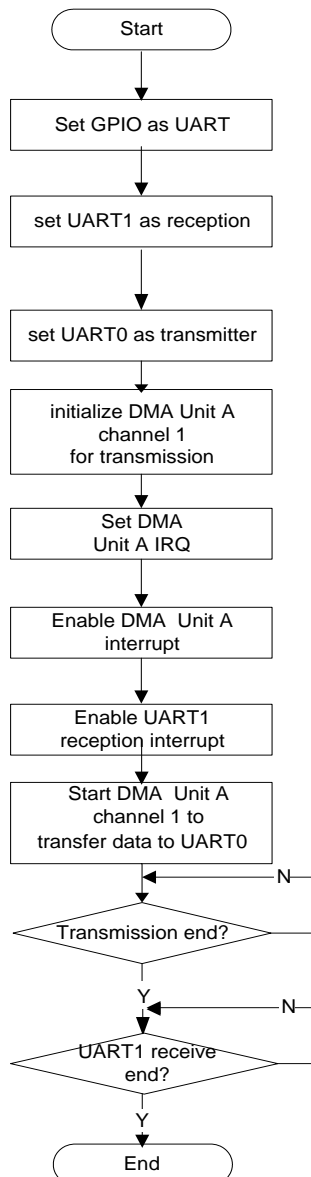 Start
Set GPIO as UART
set UART1 as reception
set UART0 as transmitter
initialize DMA Unit A
channel 1
for transmission
Set DMA
Unit A IRQ
Enable DMA Unit A
interrupt
Enable UART1
reception interrupt
Start DMA Unit A
channel 1 to
transfer data to UART0
N
Transmission end?
Y
N
UART1 receive
end?
Y
End